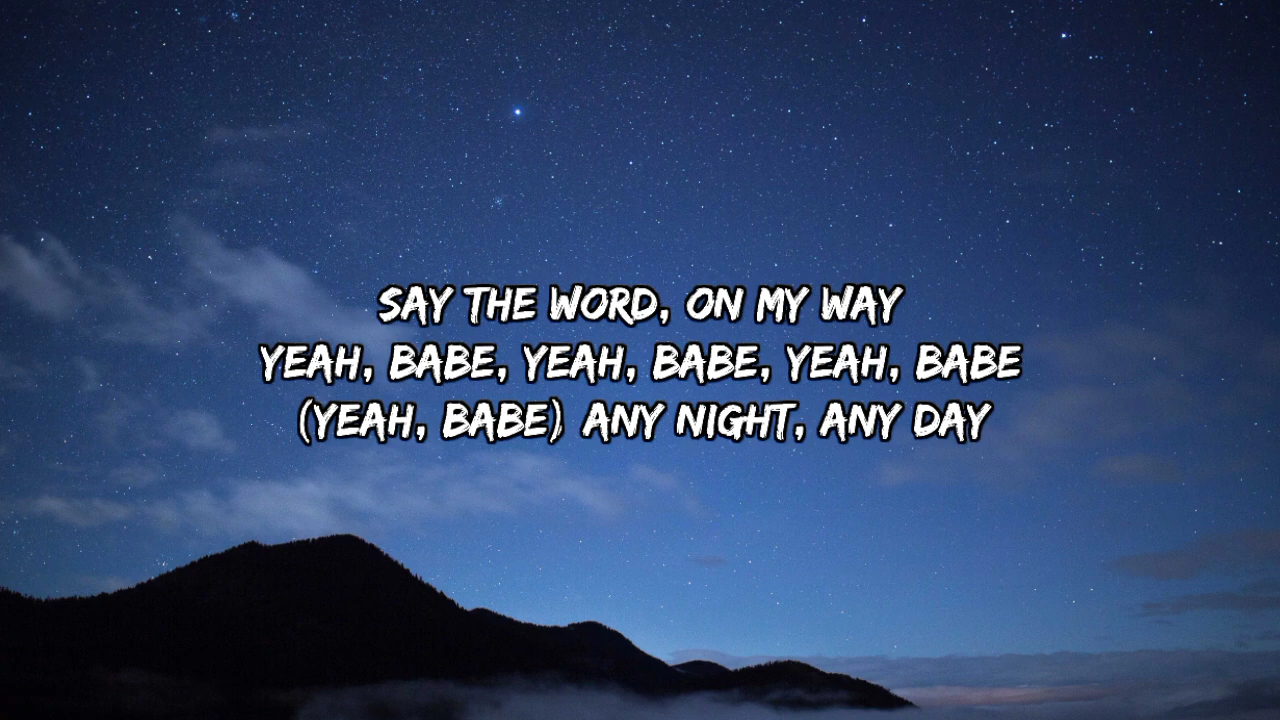 SAY THE WORD, ON MY WAY
YEAH, BABE, YEAH, BABE, YEAH, BABE
(YEAH, BABE) ANY NIGHT, ANY DAY